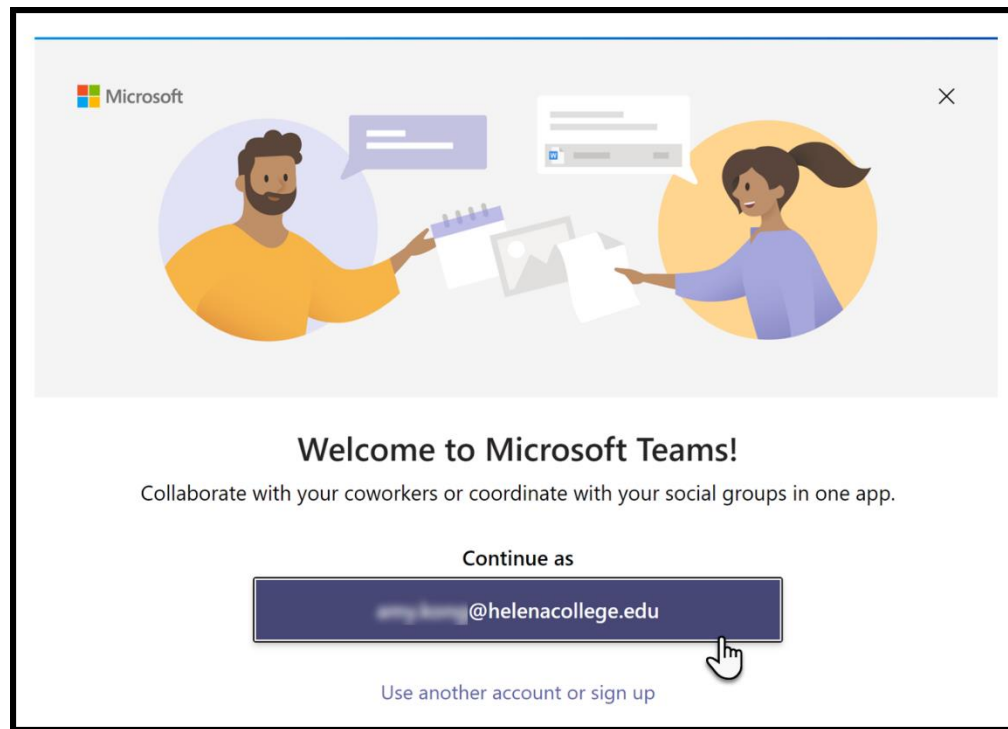 Microsoft
Welcome to Microsoft Teams!
Collaborate with your coworkers or coordinate with your social groups in one app.
Continue as
@helenacollege.edu
Use another account or sign up